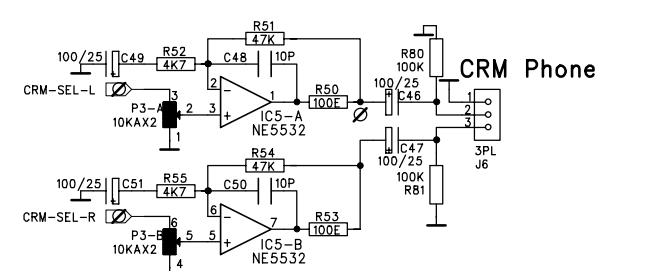 R51
47K
100/25 C49
R52
4K7
C48 10P
CRM-SEL-L
P3-A
10KAX2
3
2
1
2
3
1
IC5-A
NE5532
R50
100E
100/25
C46
R80
100K
CRM Phone
1
2
3
3PL
J6
C47
100/25
100K
R81
R54
47K
100/25 C51
R55
4K7
C50 10P
CRM-SEL-R
P3-B
10KAX2
6
5
4
6
5
7
IC5-B
NE5532
R53
100E